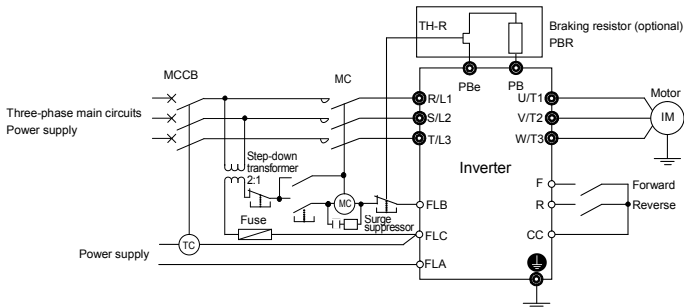 TH-R
Braking resistor (optional)
PBR
MCCB
MC
PBe
PB
Motor
Three-phase main circuits
Power supply
R/L1
S/L2
T/L3
U/T1
V/T2
W/T3
IM
Inverter
Step-down
transformer
2:1
MC
Surge
suppressor
Fuse
FLB
FLC
FLA
F
R
CC
Forward
Reverse
TC
Power supply